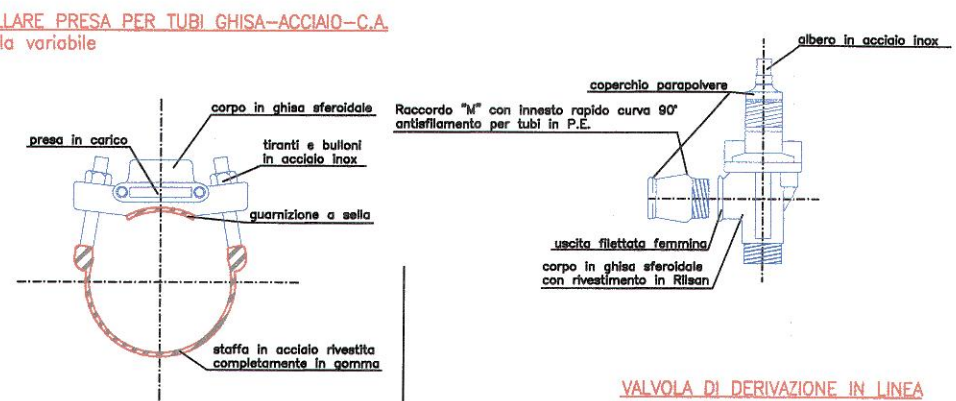 LLARE PRESA PER TUBI GHISA-ACCIAIO-C.A.
la variabile
albero in acciaio inox
coperchio parapolvere
corpo in ghisa sferoidale
Raccordo "M" con innesto rapido curva 90°
antisfilamento per tubi in P.E.
presa in carico
tiranti e bulloni
in acciaio inox
guarnizione a sella
uscita filettata femmina
corpo in ghisa sferoidale
con rivestimento in Rilsan
staffa in acciaio rivestita
completamente in gomma
VALVOLA DI DERIVAZIONE IN LINEA